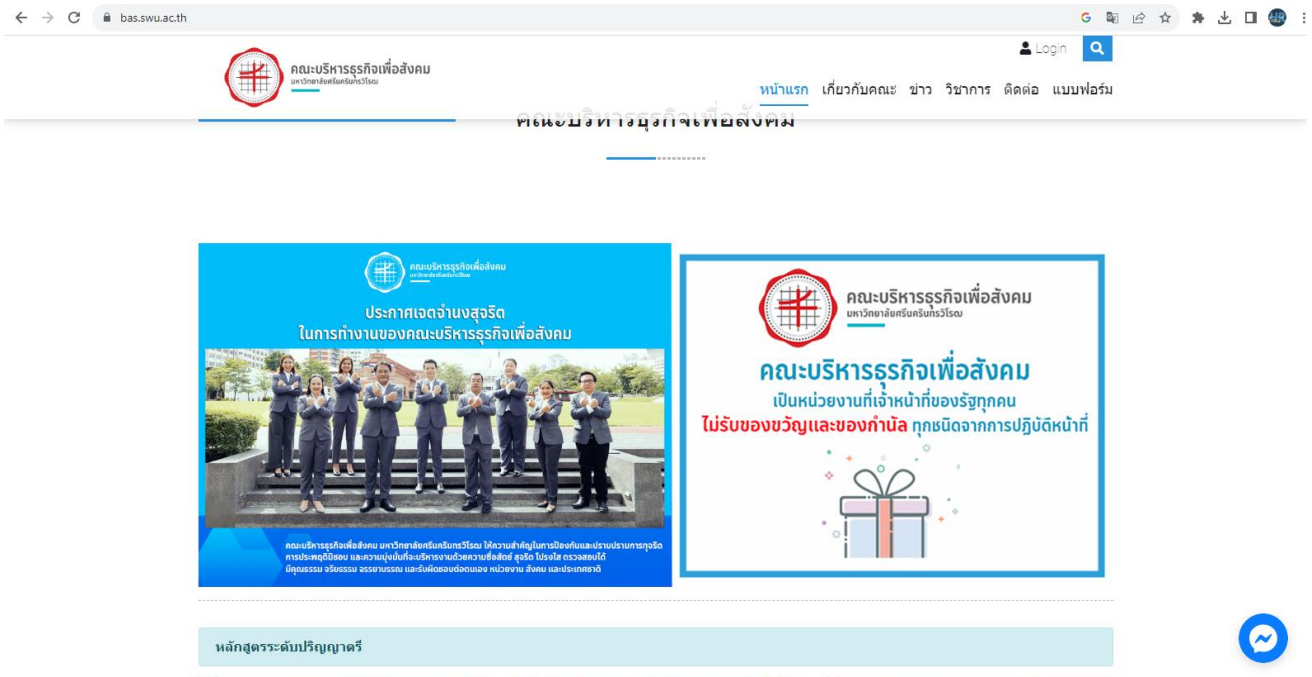 bas.swu.ac.th
คณะบริหารธุรกิจเพื่อสังคม
มหาวิทยาลัยศรีนครินทรวิโรฒ
Login
หน้าแรก เกี่ยวกับคณะ ข่าว วิชาการ ติดต่อ แบบฟอร์ม
คณะบริหารธุรกิจเพื่อสังคม
คณะบริหารธุรกิจเพื่อสังคม
มหาวิทยาลัยศรีนครินทรวิโรฒ
ประกาศเจตจำนงสุจริต
ในการทำงานของคณะบริหารธุรกิจเพื่อสังคม
คณะบริหารธุรกิจเพื่อสังคม มหาวิทยาลัยศรีนครินทรวิโรฒ ให้ความสำคัญในการป้องกันและปราบปรามการทุจริต
การประพฤติมิชอบ และความมุ่งมั่นที่จะบริหารงานด้วยความซื่อสัตย์ สุจริต โปร่งใส ตรวจสอบได้
มีคุณธรรม จริยธรรม จรรยาบรรณ และรับผิดชอบต่อตนเอง หน่วยงาน สังคม และประเทศชาติ
คณะบริหารธุรกิจเพื่อสังคม
มหาวิทยาลัยศรีนครินทรวิโรฒ
คณะบริหารธุรกิจเพื่อสังคม
เป็นหน่วยงานที่เจ้าหน้าที่ของรัฐทุกคน
ไม่รับของขวัญและของกำนัล ทุกชนิดจากการปฏิบัติหน้าที่
หลักสูตรระดับปริญญาตรี